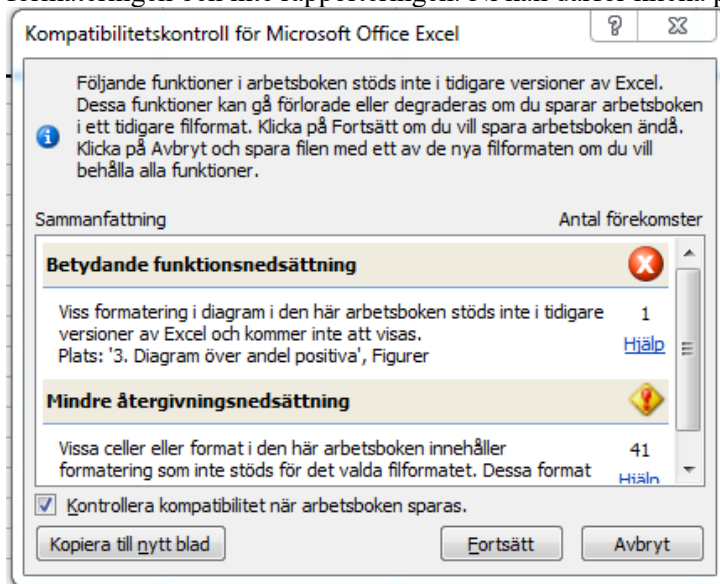 Kompatibilitetskontroll för Microsoft Office Excel
Följande funktioner i arbetsboken stöds inte i tidigare versioner av Excel.
Dessa funktioner kan gå förlorade eller degraderas om du sparar arbetsboken
i ett tidigare filformat. Klicka på Fortsätt om du vill spara arbetsboken ändå.
Klicka på Avbryt och spara filen med ett av de nya filformaten om du vill
behålla alla funktioner.
Sammanfattning Antal förekomster
Betydande funktionsnedsättning
Viss formatering i diagram i den här arbetsboken stöds inte i tidigare 1
versioner av Excel och kommer inte att visas. Hjälp
Plats: '3. Diagram över andel positiva', Figurer
Mindre återgivningsnedsättning
Vissa celler eller format i den här arbetsboken innehåller 41
formatering som inte stöds för det valda filformatet. Dessa format Hjälp
Kontrollera kompatibilitet när arbetsboken sparas.
Kopiera till nytt blad Fortsätt Avbryt